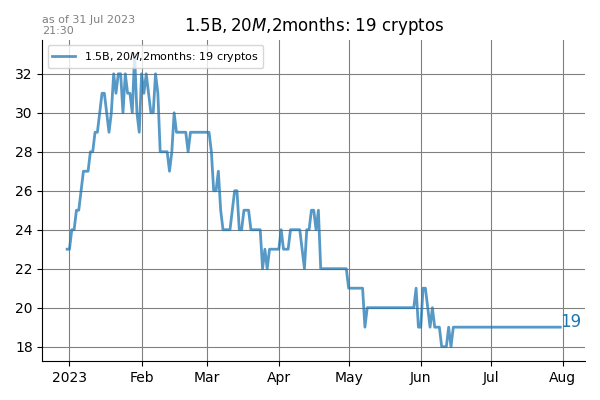 as of 31 Jul 2023
21:30
1.5B, 20M,2months: 19 cryptos
1.5B, 20M,2months: 19 cryptos
32
30
28
26
24
22
20
18
19
2023 Feb Mar Apr May Jun Jul Aug